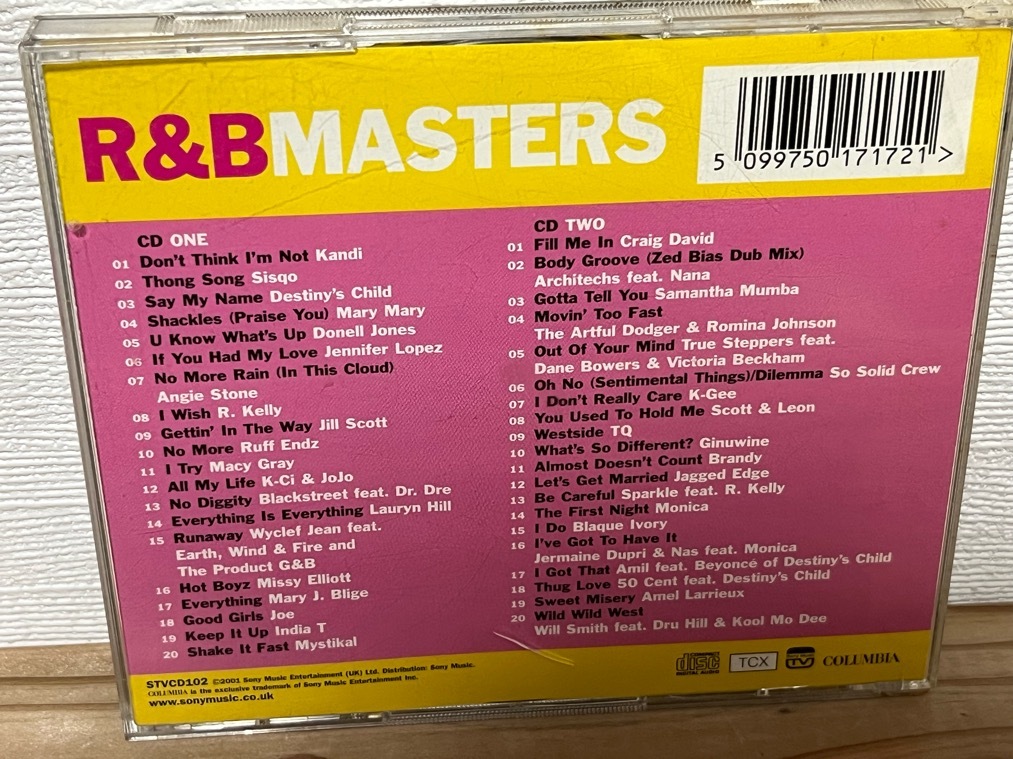 R&BMASTERS
5 099750 171721 >
CD ONE
01 Don't Think I'm Not Kandi
02 Thong Song Sisqo
03 Say My Name Destiny's Child
04 Shackles (Praise You) Mary Mary
05 U Know What's Up Donell Jones
06 If You Had My Love Jennifer Lopez
07 No More Rain (In This Cloud)
Angie Stone
08 I Wish R. Kelly
09 Gettin' In The Way Jill Scott
10 No More Ruff Endz
11 I Try Macy Gray
12 All My Life K-Ci & JoJo
13 No Diggity Blackstreet feat. Dr. Dre
14 Everything Is Everything Lauryn Hill
15 Runaway Wyclef Jean feat.
Earth, Wind & Fire and
The Product G&B
16 Hot Boyz Missy Elliott
17 Everything Mary J. Blige
18 Good Girls Joe
19 Keep It Up India T
20 Shake It Fast Mystikal
CD TWO
01 Fill Me In Craig David
02 Body Groove (Zed Bias Dub Mix)
Architechs feat. Nana
03 Gotta Tell You Samantha Mumba
04 Movin' Too Fast
The Artful Dodger & Romina Johnson
05 Out Of Your Mind True Steppers feat.
Dane Bowers & Victoria Beckham
06 Oh No (Sentimental Things)/Dilemma So Solid Crew
07 I Don't Really Care K-Gee
08 You Used To Hold Me Scott & Leon
09 Westside TQ
10 What's So Different? Ginuwine
11 Almost Doesn't Count Brandy
12 Let's Get Married Jagged Edge
13 Be Careful Sparkle feat. R. Kelly
14 The First Night Monica
15 I Do Blaque Ivory
16 I've Got To Have It
Jermaine Dupri & Nas feat. Monica
17 I Got That Amil feat. Beyoncé of Destiny's Child
18 Thug Love 50 Cent feat. Destiny's Child
19 Sweet Misery Amel Larrieux
20 Wild Wild West
Will Smith feat. Dru Hill & Kool Mo Dee
STVCD102 ©2001 Sony Music Entertainment (UK) Ltd. Distribution: Sony Music.
COLUMBIA is the exclusive trademark of Sony Music Entertainment Inc.
www.sonymusic.co.uk
disc
DIGITAL AUDIO
TCX
TV
COLUMBIA